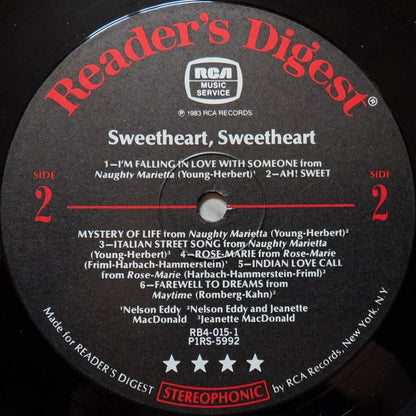 Reader's Digest®
RCA
MUSIC
SERVICE
℗ 1983 RCA RECORDS
Sweetheart, Sweetheart
1—I'M FALLING IN LOVE WITH SOMEONE from
Naughty Marietta (Young-Herbert)¹ 2—AH! SWEET
SIDE
2
SIDE
2
MYSTERY OF LIFE from Naughty Marietta (Young-Herbert)²
3—ITALIAN STREET SONG from Naughty Marietta
(Young-Herbert)³ 4—ROSE-MARIE from Rose-Marie
(Friml-Harbach-Hammerstein)¹ 5—INDIAN LOVE CALL
from Rose-Marie (Harbach-Hammerstein-Friml)²
6—FAREWELL TO DREAMS from
Maytime (Romberg-Kahn)²
¹Nelson Eddy ²Nelson Eddy and Jeanette
MacDonald ³Jeanette MacDonald
RB4-015-1
P1RS-5992
Made for READER'S DIGEST
STEREOPHONIC
by RCA Records, New York, N.Y.